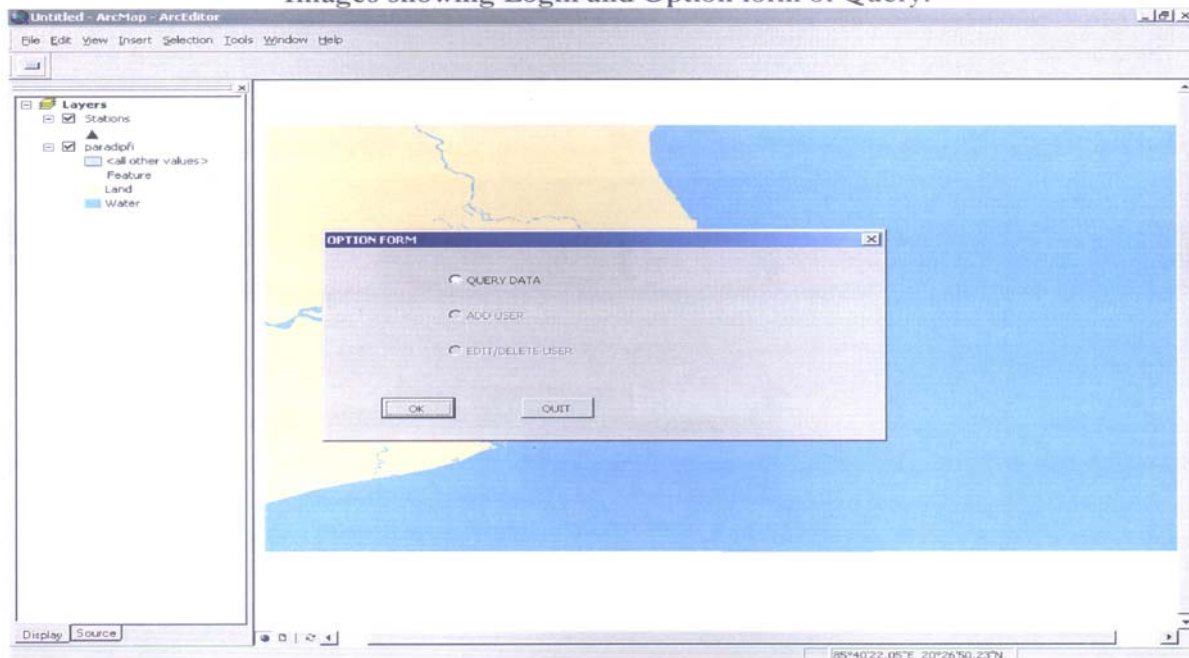 Images showing Login and Option form of Query.
Untitled - ArcMap - ArcEditor
File Edit View Insert Selection Tools Window Help
Layers
Stations
paradipfi
<all other values>
Feature
Land
Water
OPTION FORM
QUERY DATA
ADD USER
EDIT/DELETE USER
OK QUIT
Display Source
85°40'22.05"E 20°26'50.23"N